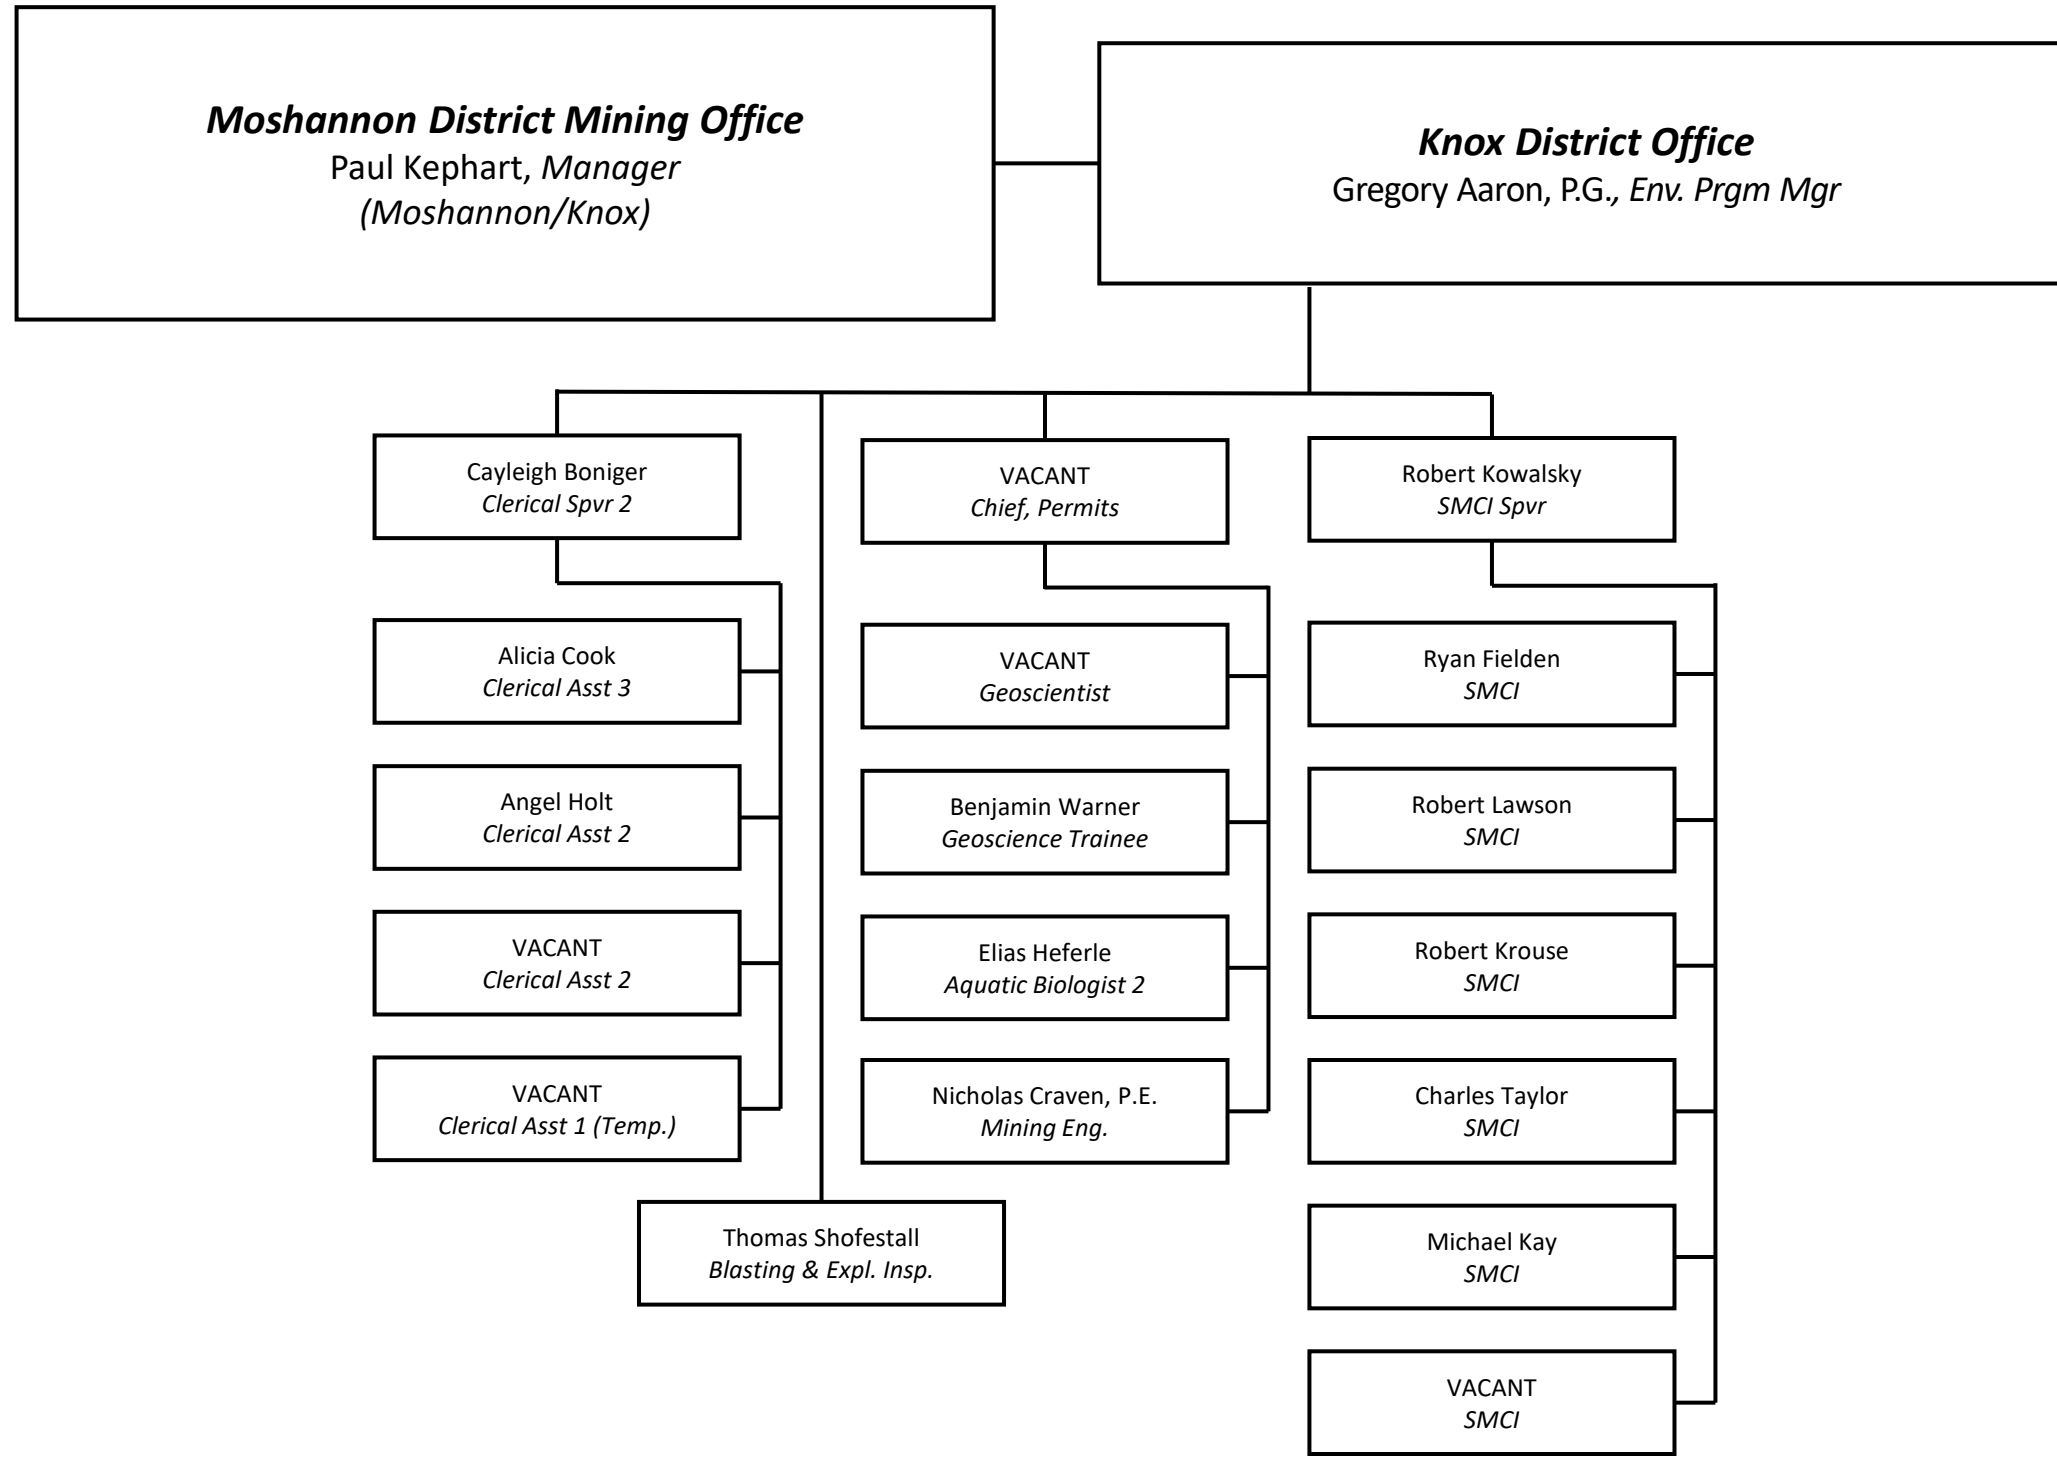 Moshannon District Mining Office
Paul Kephart, Manager
(Moshannon/Knox)
Knox District Office
Gregory Aaron, P.G., Env. Prgm Mgr
Cayleigh Boniger
Clerical Spvr 2
Alicia Cook
Clerical Asst 3
Angel Holt
Clerical Asst 2
VACANT
Clerical Asst 2
VACANT
Clerical Asst 1 (Temp.)
Thomas Shofestall
Blasting & Expl. Insp.
VACANT
Chief, Permits
VACANT
Geoscientist
Benjamin Warner
Geoscience Trainee
Elias Heferle
Aquatic Biologist 2
Nicholas Craven, P.E.
Mining Eng.
Robert Kowalsky
SMCI Spvr
Ryan Fielden
SMCI
Robert Lawson
SMCI
Robert Krouse
SMCI
Charles Taylor
SMCI
Michael Kay
SMCI
VACANT
SMCI